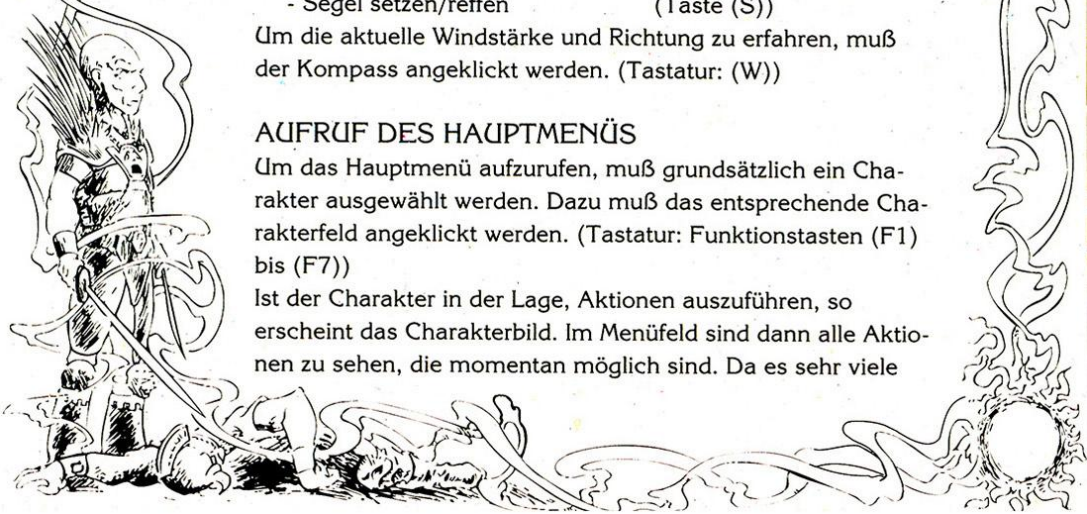 - Segel setzen/reffen (Taste (S))
Um die aktuelle Windstärke und Richtung zu erfahren, muß
der Kompass angeklickt werden. (Tastatur: (W))
AUFRUF DES HAUPTMENÜS
Um das Hauptmenü aufzurufen, muß grundsätzlich ein Cha-
rakter ausgewählt werden. Dazu muß das entsprechende Cha-
rakterfeld angeklickt werden. (Tastatur: Funktionstasten (F1)
bis (F7))
Ist der Charakter in der Lage, Aktionen auszuführen, so
erscheint das Charakterbild. Im Menüfeld sind dann alle Aktio-
nen zu sehen, die momentan möglich sind. Da es sehr viele